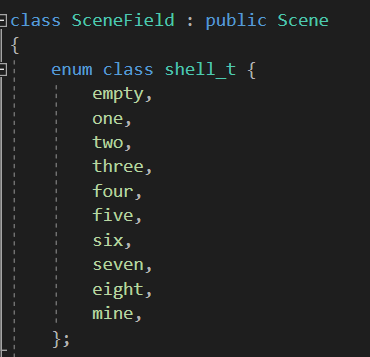 class SceneField : public Scene
{
enum class shell_t {
empty,
one,
two,
three,
four,
five,
six,
seven,
eight,
mine,
};